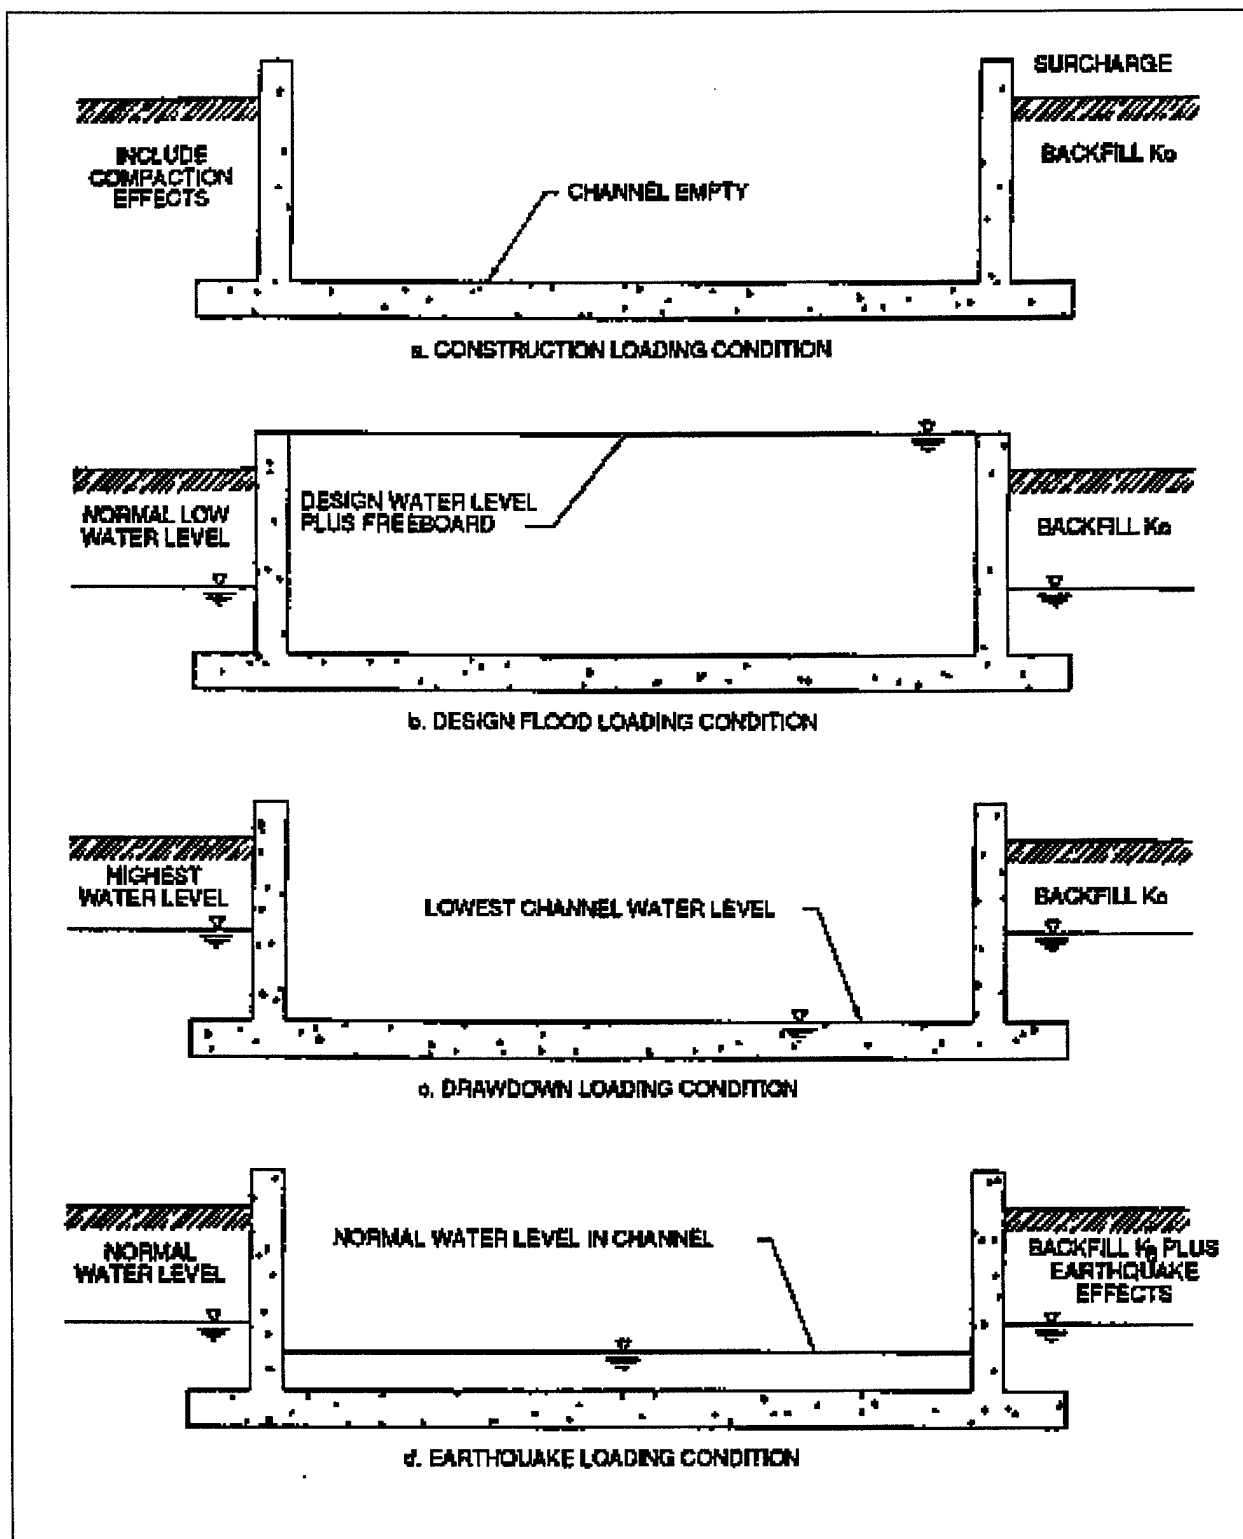 SURCHARGE
INCLUDE
COMPACTION
EFFECTS
BACKFILL Ko
CHANNEL EMPTY
a. CONSTRUCTION LOADING CONDITION
DESIGN WATER LEVEL
PLUS FREEBOARD
NORMAL LOW
WATER LEVEL
BACKFILL Ko
b. DESIGN FLOOD LOADING CONDITION
HIGHEST
WATER LEVEL
LOWEST CHANNEL WATER LEVEL
BACKFILL Ko
c. DRAWDOWN LOADING CONDITION
NORMAL
WATER LEVEL
NORMAL WATER LEVEL IN CHANNEL
BACKFILL Ko PLUS
EARTHQUAKE
EFFECTS
d. EARTHQUAKE LOADING CONDITION